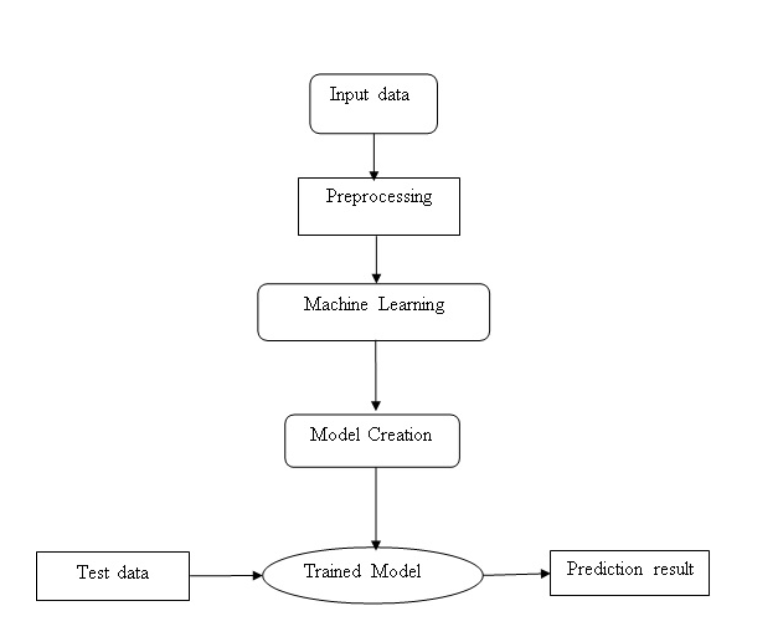 Input data
Preprocessing
Machine Learning
Model Creation
Test data
Trained Model
Prediction result